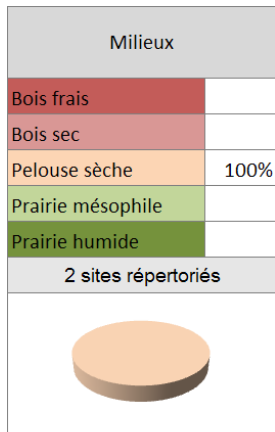 Milieux
Bois frais
Bois sec
Pelouse sèche 100%
Prairie mésophile
Prairie humide
2 sites répertoriés